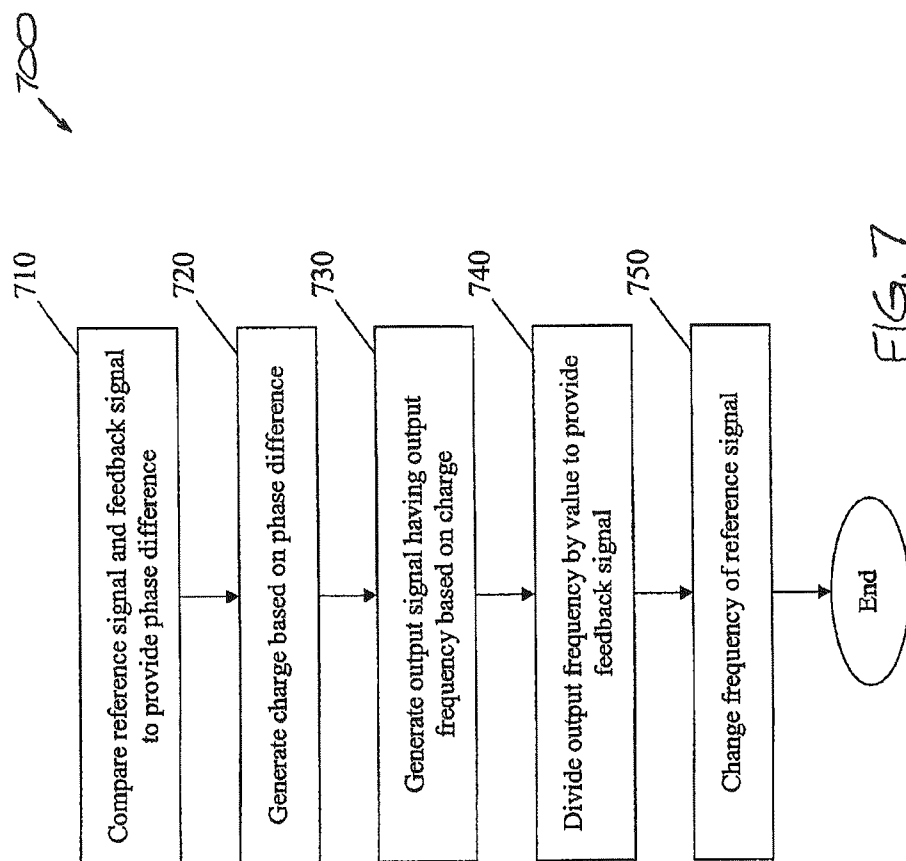 700
710
Compare reference signal and feedback signal
to provide phase difference
720
Generate charge based on phase difference
730
Generate output signal having output
frequency based on charge
740
Divide output frequency by value to provide
feedback signal
750
Change frequency of reference signal
End
FIG. 7